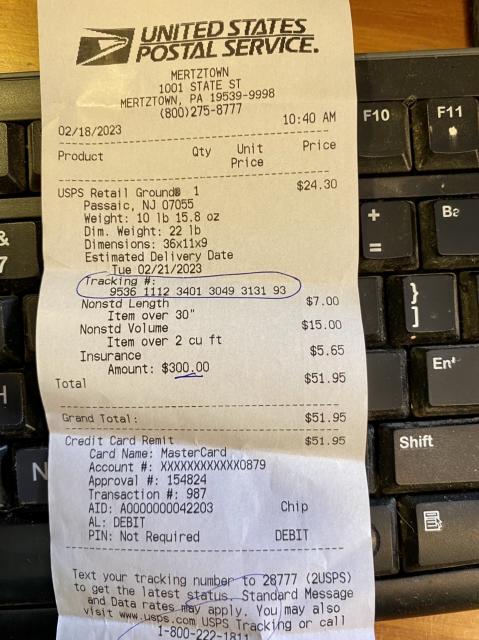 UNITED STATES
POSTAL SERVICE.
MERTZTOWN
1001 STATE ST
MERTZTOWN, PA 19539-9998
(800)275-8777
02/18/2023 10:40 AM
Product Qty Unit Price
Price
USPS Retail Ground® 1 $24.30
Passaic, NJ 07055
Weight: 10 lb 15.8 oz
Dim. Weight: 22 lb
Dimensions: 36x11x9
Estimated Delivery Date
Tue 02/21/2023
Tracking #:
9536 1112 3401 3049 3131 93
Nonstd Length $7.00
Item over 30"
Nonstd Volume $15.00
Item over 2 cu ft
Insurance $5.65
Amount: $300.00
Total $51.95
Grand Total: $51.95
Credit Card Remit $51.95
Card Name: MasterCard
Account #: XXXXXXXXXXXX0879
Approval #: 154824
Transaction #: 987
AID: A0000000042203 Chip
AL: DEBIT
PIN: Not Required DEBIT
Text your tracking number to 28777 (2USPS)
to get the latest status. Standard Message
and Data rates may apply. You may also
visit www.usps.com USPS Tracking or call
1-800-222-1811
F10
F11
&
7
+
=
}
]
H
N
Shift